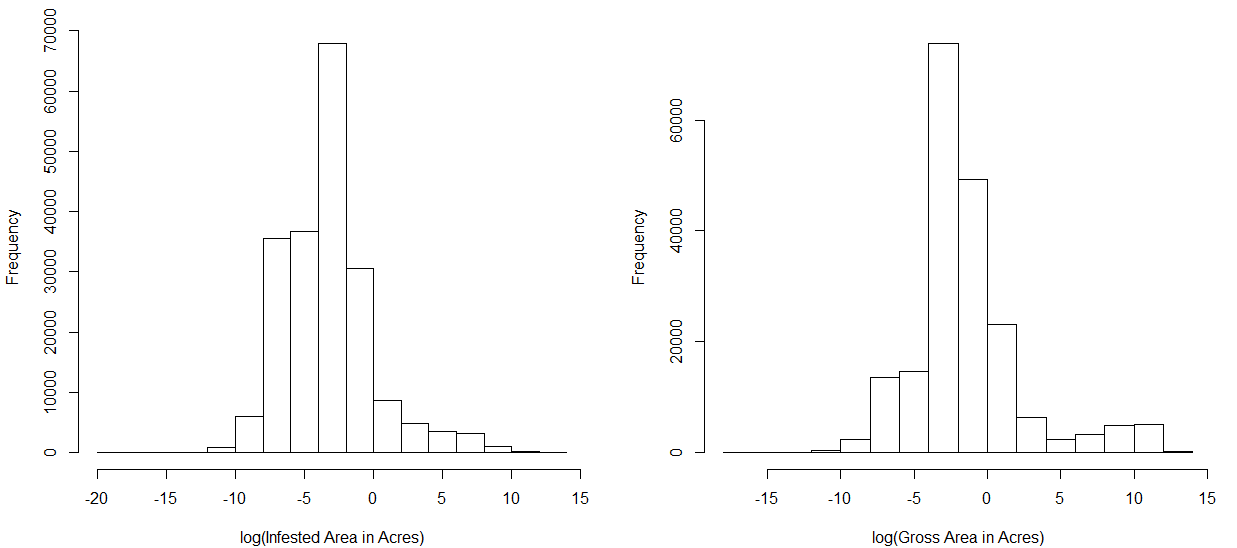 Frequency
70000
60000
50000
40000
30000
20000
10000
0
-20 -15 -10 -5 0 5 10 15
log(Infested Area in Acres)
Frequency
60000
40000
20000
0
-15 -10 -5 0 5 10 15
log(Gross Area in Acres)